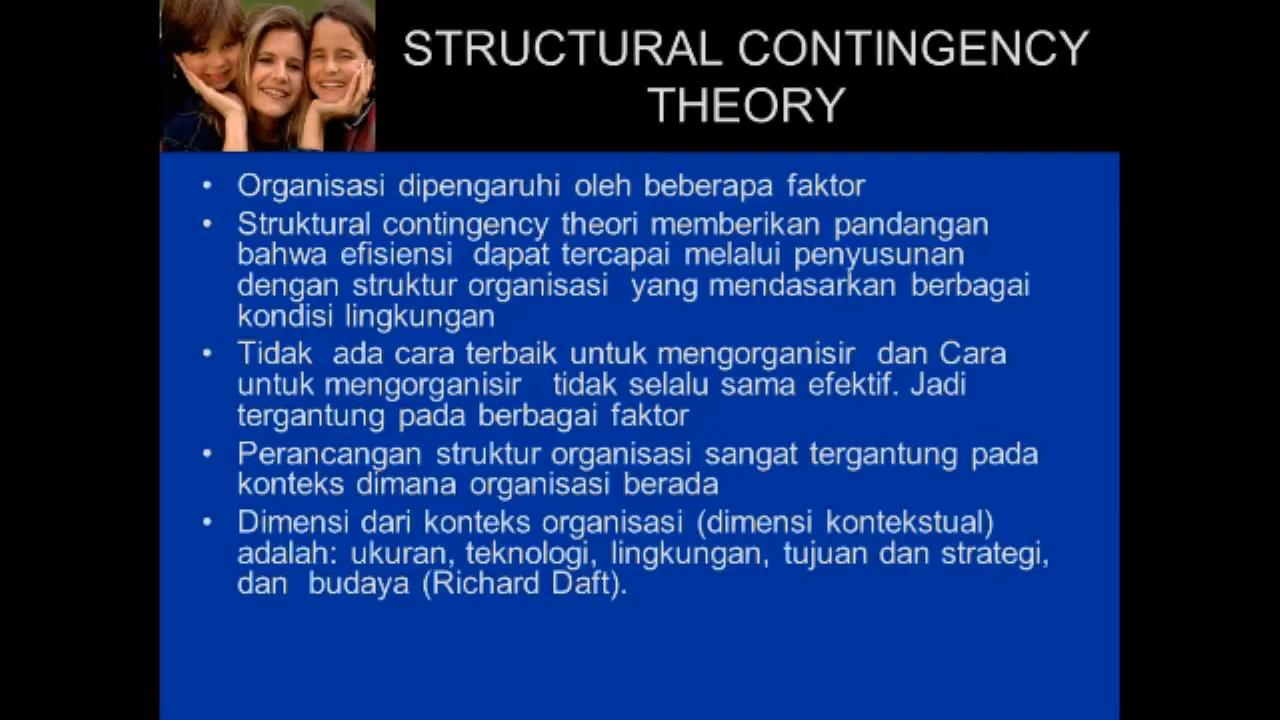 STRUCTURAL CONTINGENCY
THEORY
• Organisasi dipengaruhi oleh beberapa faktor
• Struktural contingency theori memberikan pandangan
bahwa efisiensi dapat tercapai melalui penyusunan
dengan struktur organisasi yang mendasarkan berbagai
kondisi lingkungan
• Tidak ada cara terbaik untuk mengorganisir dan Cara
untuk mengorganisir tidak selalu sama efektif. Jadi
tergantung pada berbagai faktor
• Perancangan struktur organisasi sangat tergantung pada
konteks dimana organisasi berada
• Dimensi dari konteks organisasi (dimensi kontekstual)
adalah: ukuran, teknologi, lingkungan, tujuan dan strategi,
dan budaya (Richard Daft).